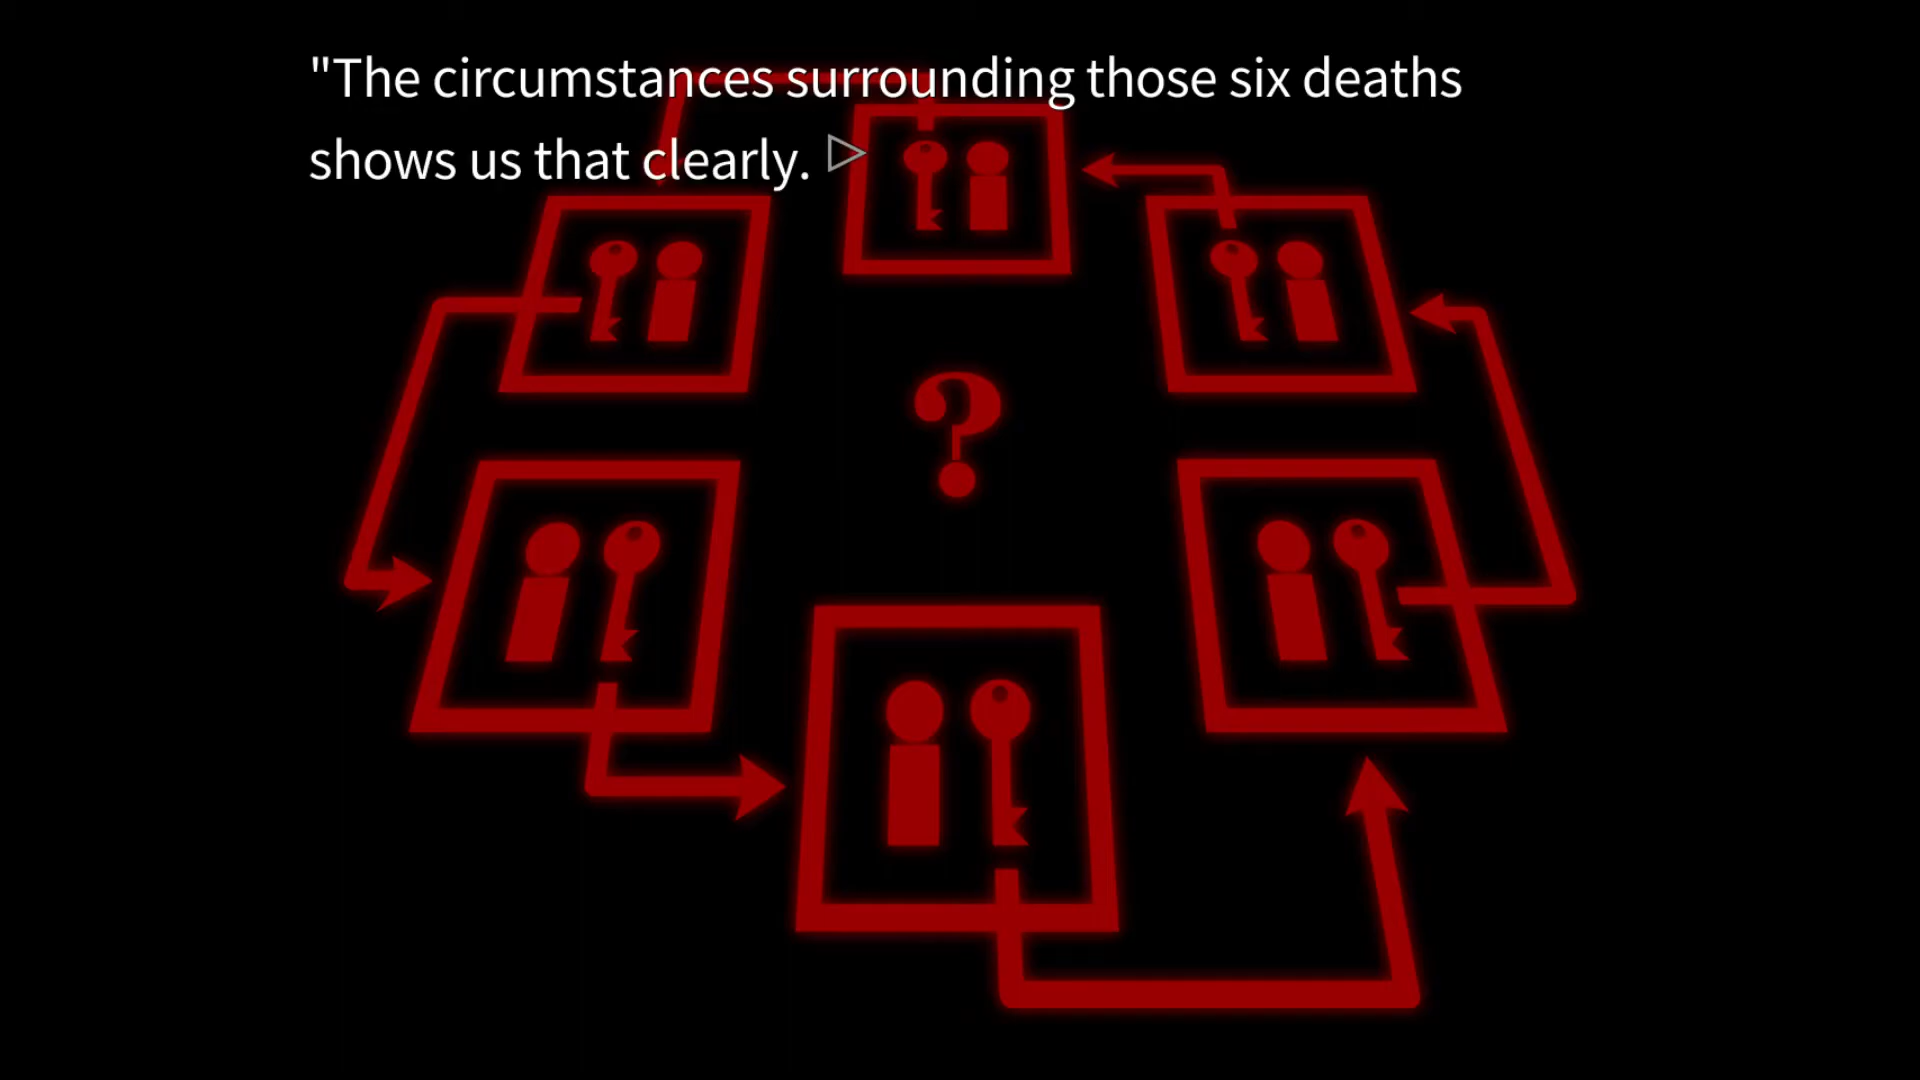 "The circumstances surrounding those six deaths
shows us that clearly.
?